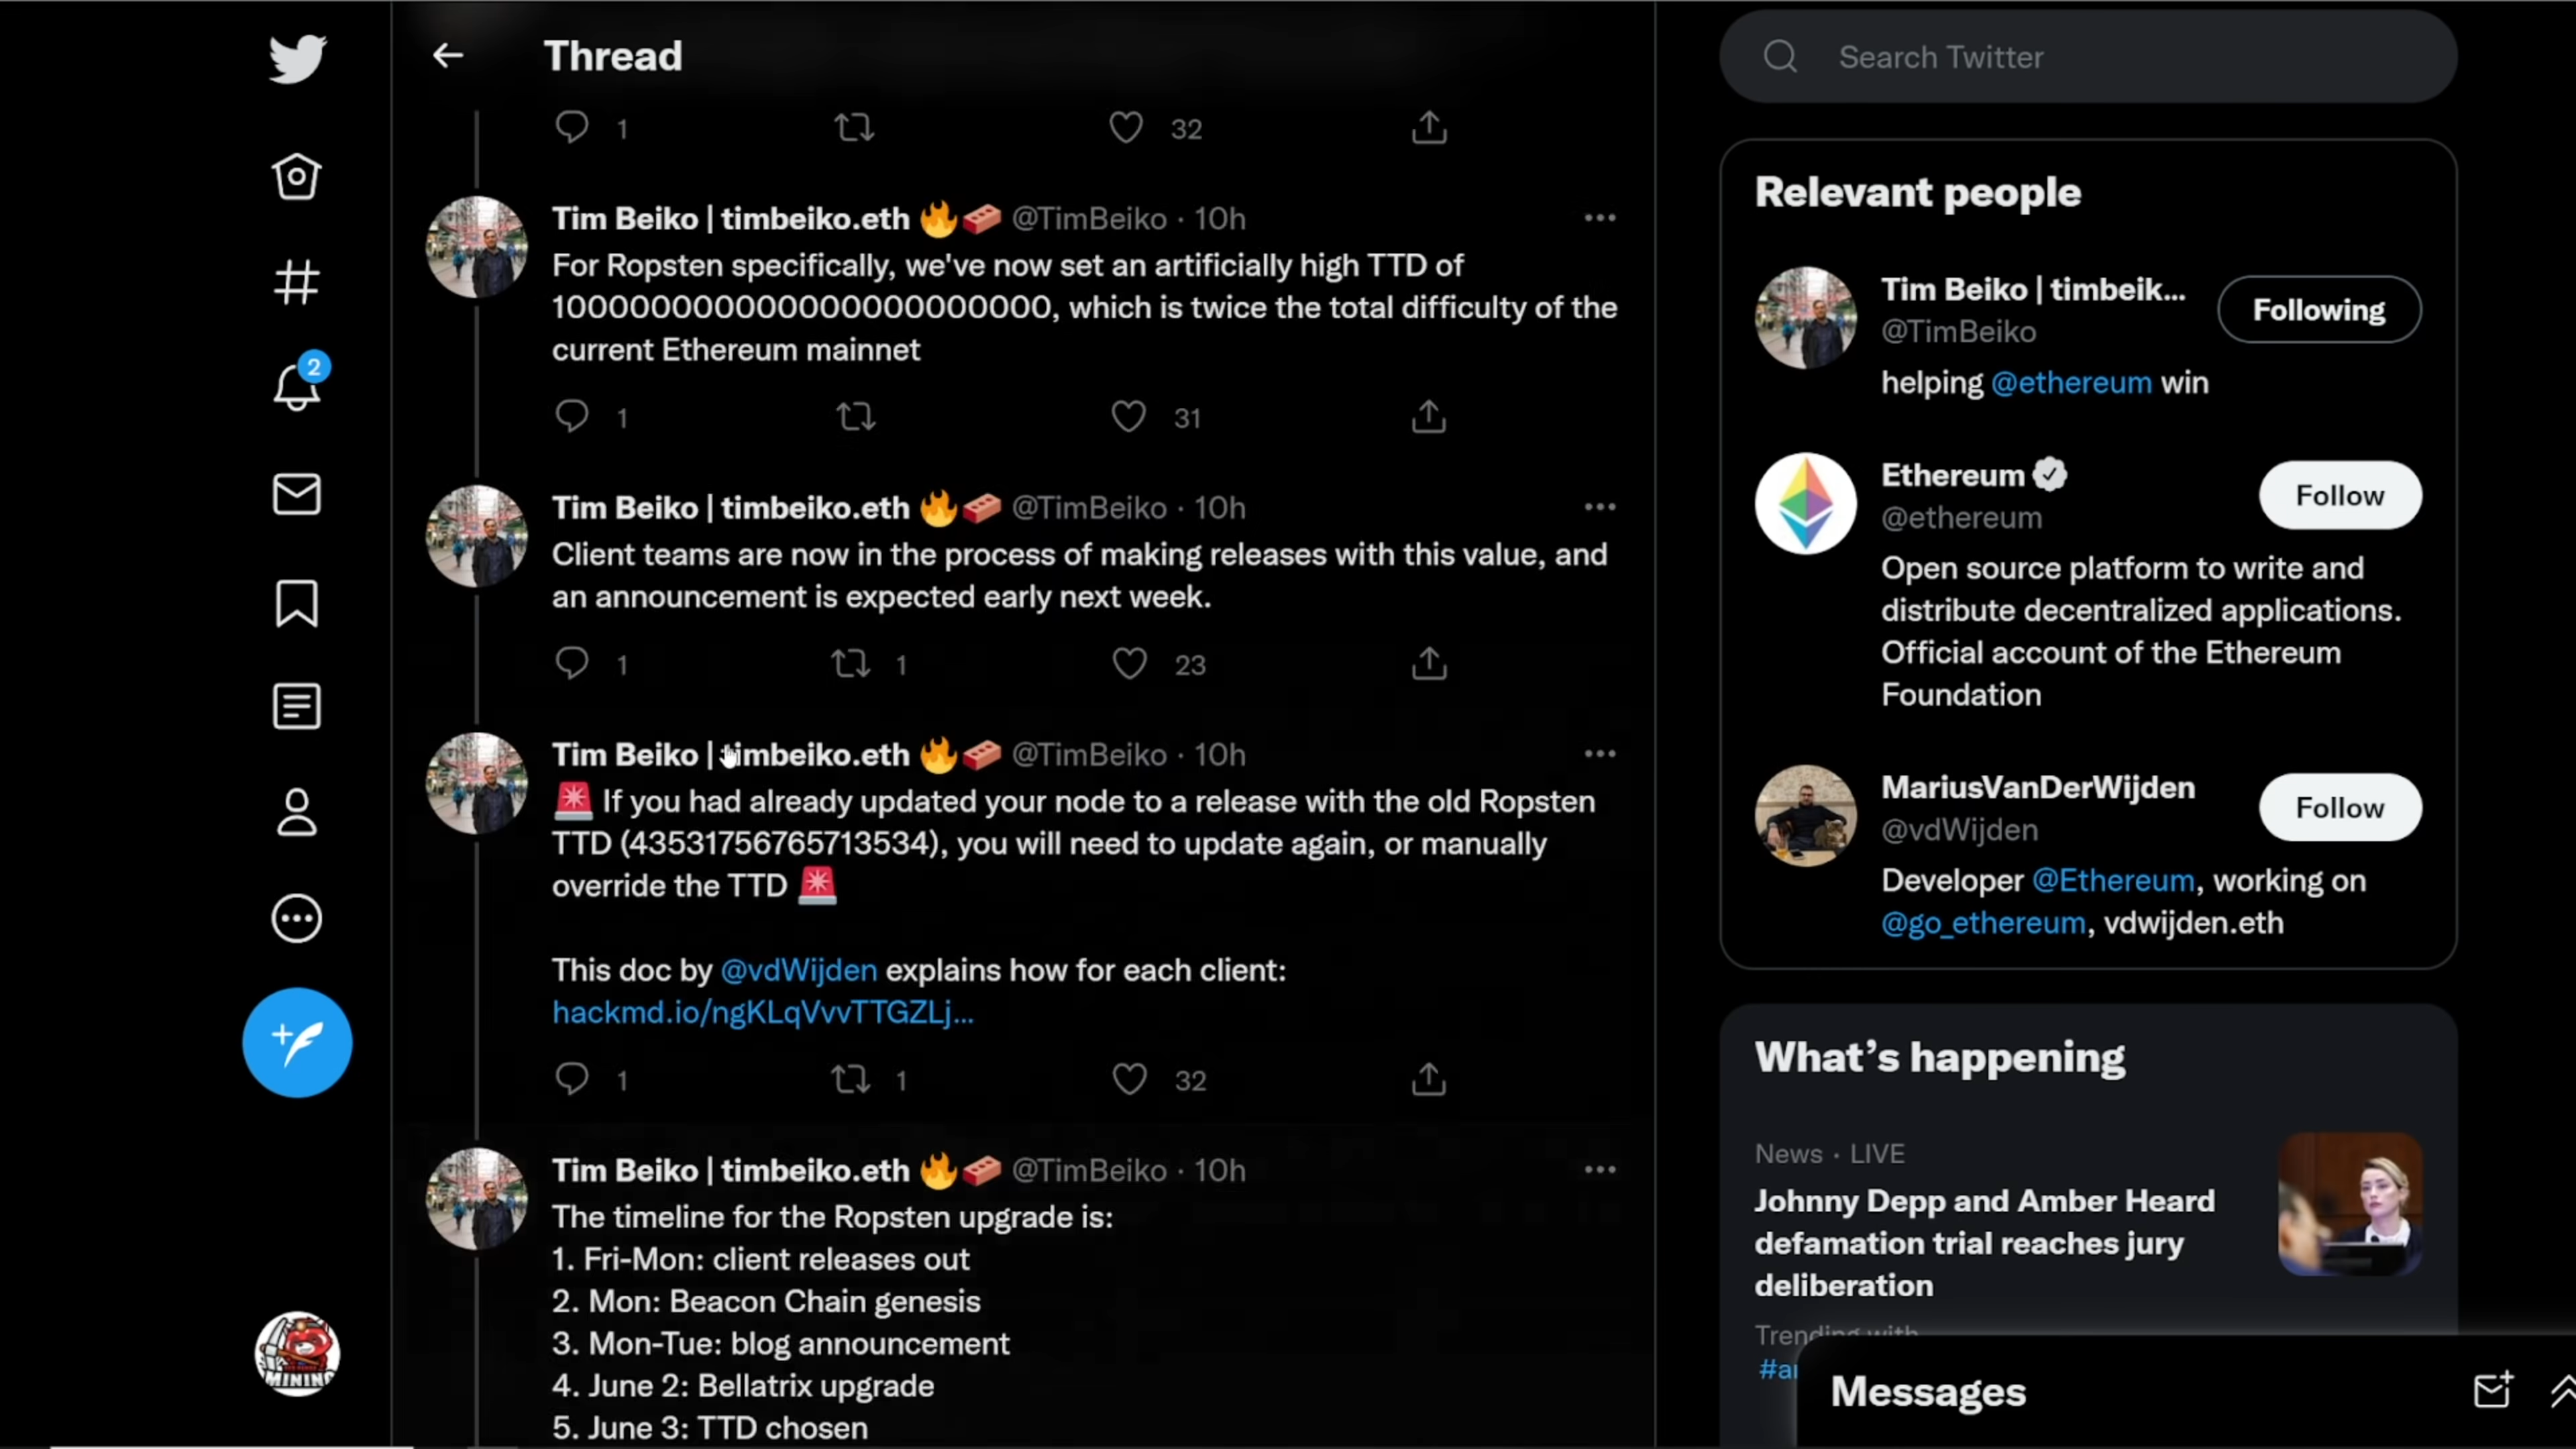 Thread
1 32
Tim Beiko | timbeiko.eth 🔥🧱 @TimBeiko · 10h
For Ropsten specifically, we've now set an artificially high TTD of
100000000000000000000000, which is twice the total difficulty of the
current Ethereum mainnet
1 31
Tim Beiko | timbeiko.eth 🔥🧱 @TimBeiko · 10h
Client teams are now in the process of making releases with this value, and
an announcement is expected early next week.
1 1 23
Tim Beiko | timbeiko.eth 🔥🧱 @TimBeiko · 10h
🚨 If you had already updated your node to a release with the old Ropsten
TTD (43531756765713534), you will need to update again, or manually
override the TTD 🚨
This doc by @vdWijden explains how for each client:
hackmd.io/ngKLqVvvTTGZLj...
1 1 32
Tim Beiko | timbeiko.eth 🔥🧱 @TimBeiko · 10h
The timeline for the Ropsten upgrade is:
1. Fri-Mon: client releases out
2. Mon: Beacon Chain genesis
3. Mon-Tue: blog announcement
4. June 2: Bellatrix upgrade
5. June 3: TTD chosen
2
MINING
Search Twitter
Relevant people
Tim Beiko | timbeik...
@TimBeiko
Following
helping @ethereum win
Ethereum
@ethereum
Follow
Open source platform to write and
distribute decentralized applications.
Official account of the Ethereum
Foundation
MariusVanDerWijden
@vdWijden
Follow
Developer @Ethereum, working on
@go_ethereum, vdwijden.eth
What's happening
News · LIVE
Johnny Depp and Amber Heard
defamation trial reaches jury
deliberation
Trending with
Messages